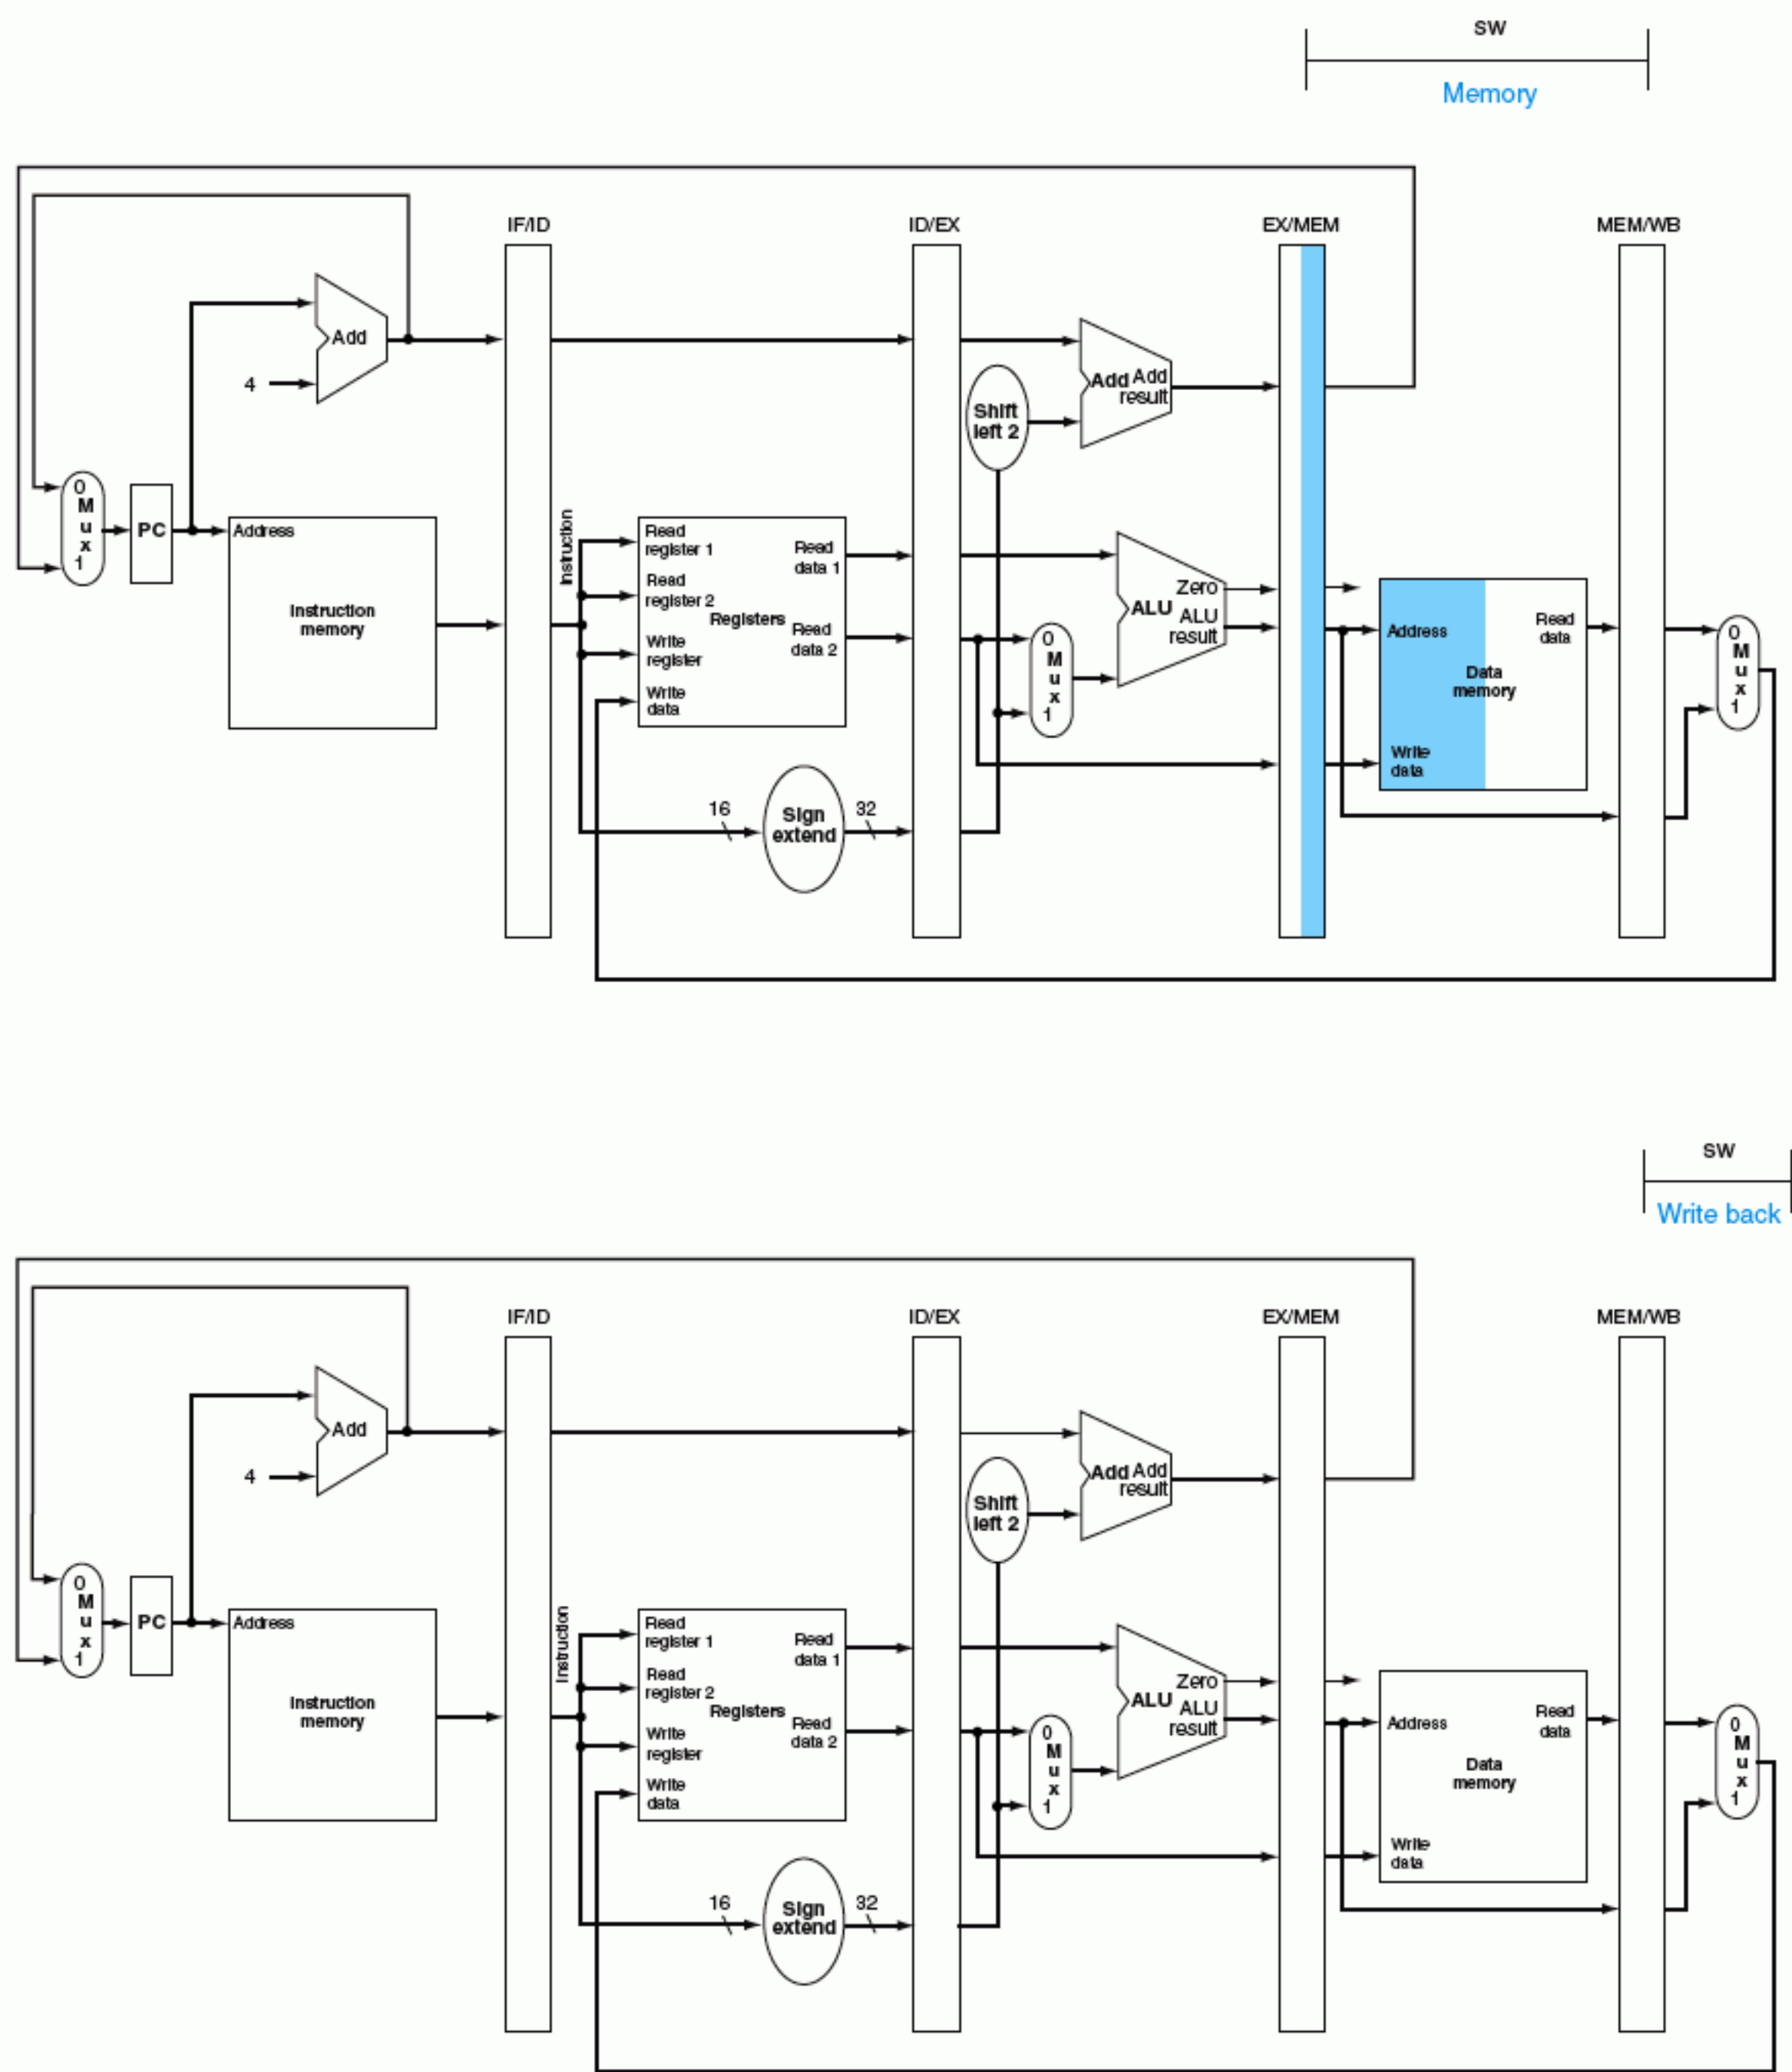 SW
Memory
IF/ID
ID/EX
EX/MEM
MEM/WB
Add
4
Shift
left 2
Add Add
result
0
M
u
x
1
PC
Address
Instruction
memory
Instruction
Read
register 1
Read
register 2
Write
register
Write
data
Registers
Read
data 1
Read
data 2
0
M
u
x
1
Zero
ALU
ALU
result
Address
Read
data
Data
memory
Write
data
0
M
u
x
1
16
Sign
extend
32
SW
Write back
IF/ID
ID/EX
EX/MEM
MEM/WB
Add
4
Shift
left 2
Add Add
result
0
M
u
x
1
PC
Address
Instruction
memory
Instruction
Read
register 1
Read
register 2
Write
register
Write
data
Registers
Read
data 1
Read
data 2
0
M
u
x
1
Zero
ALU
ALU
result
Address
Read
data
Data
memory
Write
data
0
M
u
x
1
16
Sign
extend
32